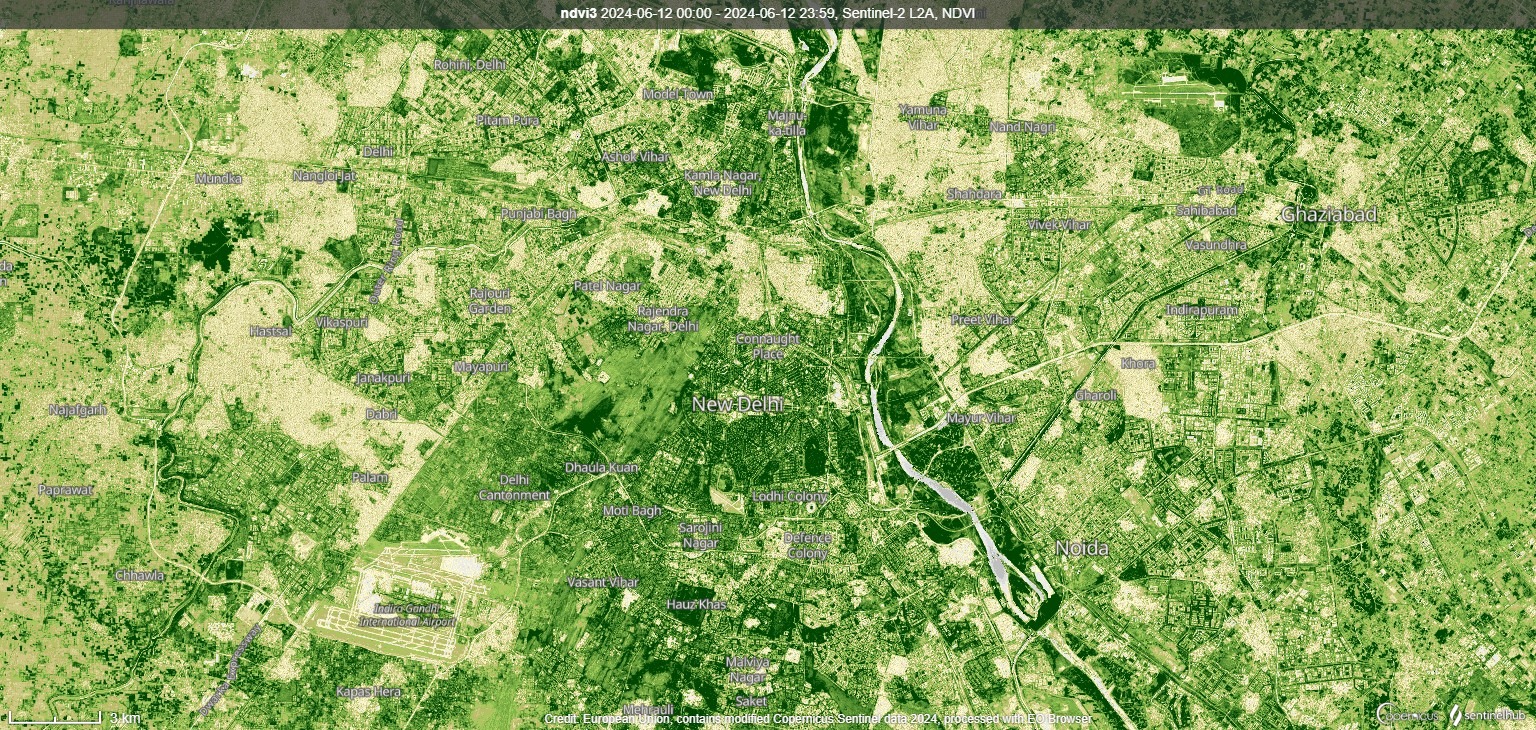 ndvi3 2024-06-12 00:00 - 2024-06-12 23:59, Sentinel-2 L2A, NDVI
Rohini, Delhi
Model Town
Pitam Pura
Majnu-
ka-tilla
Yamuna
Vihar
Nand Nagri
Delhi
Ashok Vihar
Mundka
Nangloi Jat
Kamla Nagar,
New Delhi
Shahdara
GT Road
Punjabi Bagh
Sahibabad
Ghaziabad
Vivek Vihar
Vasundhra
Outer Ring Road
Patel Nagar
Rajouri
Garden
Rajendra
Nagar, Delhi
Indirapuram
Hastsal
Vikaspuri
Preet Vihar
Connaught
Place
Mayapuri
Khora
Janakpuri
Gharoli
Najafgarh
Dabri
New Delhi
Mayur Vihar
Dhaula Kuan
Palam
Delhi
Cantonment
Paprawat
Lodhi Colony
Moti Bagh
Sarojini
Nagar
Defence
Colony
Noida
Chhawla
Vasant Vihar
Indira Gandhi
International Airport
Hauz Khas
Malviya
Nagar
Kapas Hera
Saket
Mehrauli
3 km
Credit: European Union, contains modified Copernicus Sentinel data 2024, processed with EO Browser
Copernicus
sentinelhub